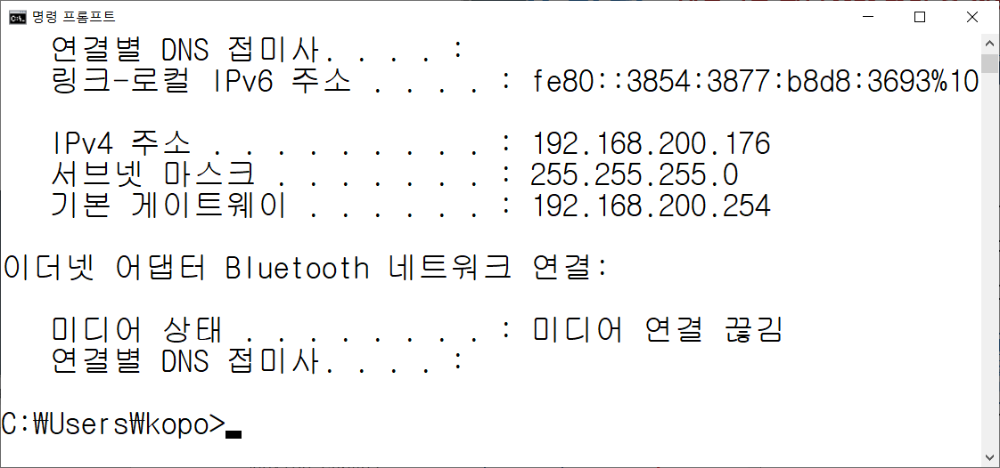 명령 프롬프트
연결별 DNS 접미사. . . . :
링크-로컬 IPv6 주소 . . . . : fe80::3854:3877:b8d8:3693%10
IPv4 주소 . . . . . . . . . : 192.168.200.176
서브넷 마스크 . . . . . . . : 255.255.255.0
기본 게이트웨이 . . . . . . : 192.168.200.254
이더넷 어댑터 Bluetooth 네트워크 연결:
미디어 상태 . . . . . . . . : 미디어 연결 끊김
연결별 DNS 접미사. . . . :
C:₩Users₩kopo>